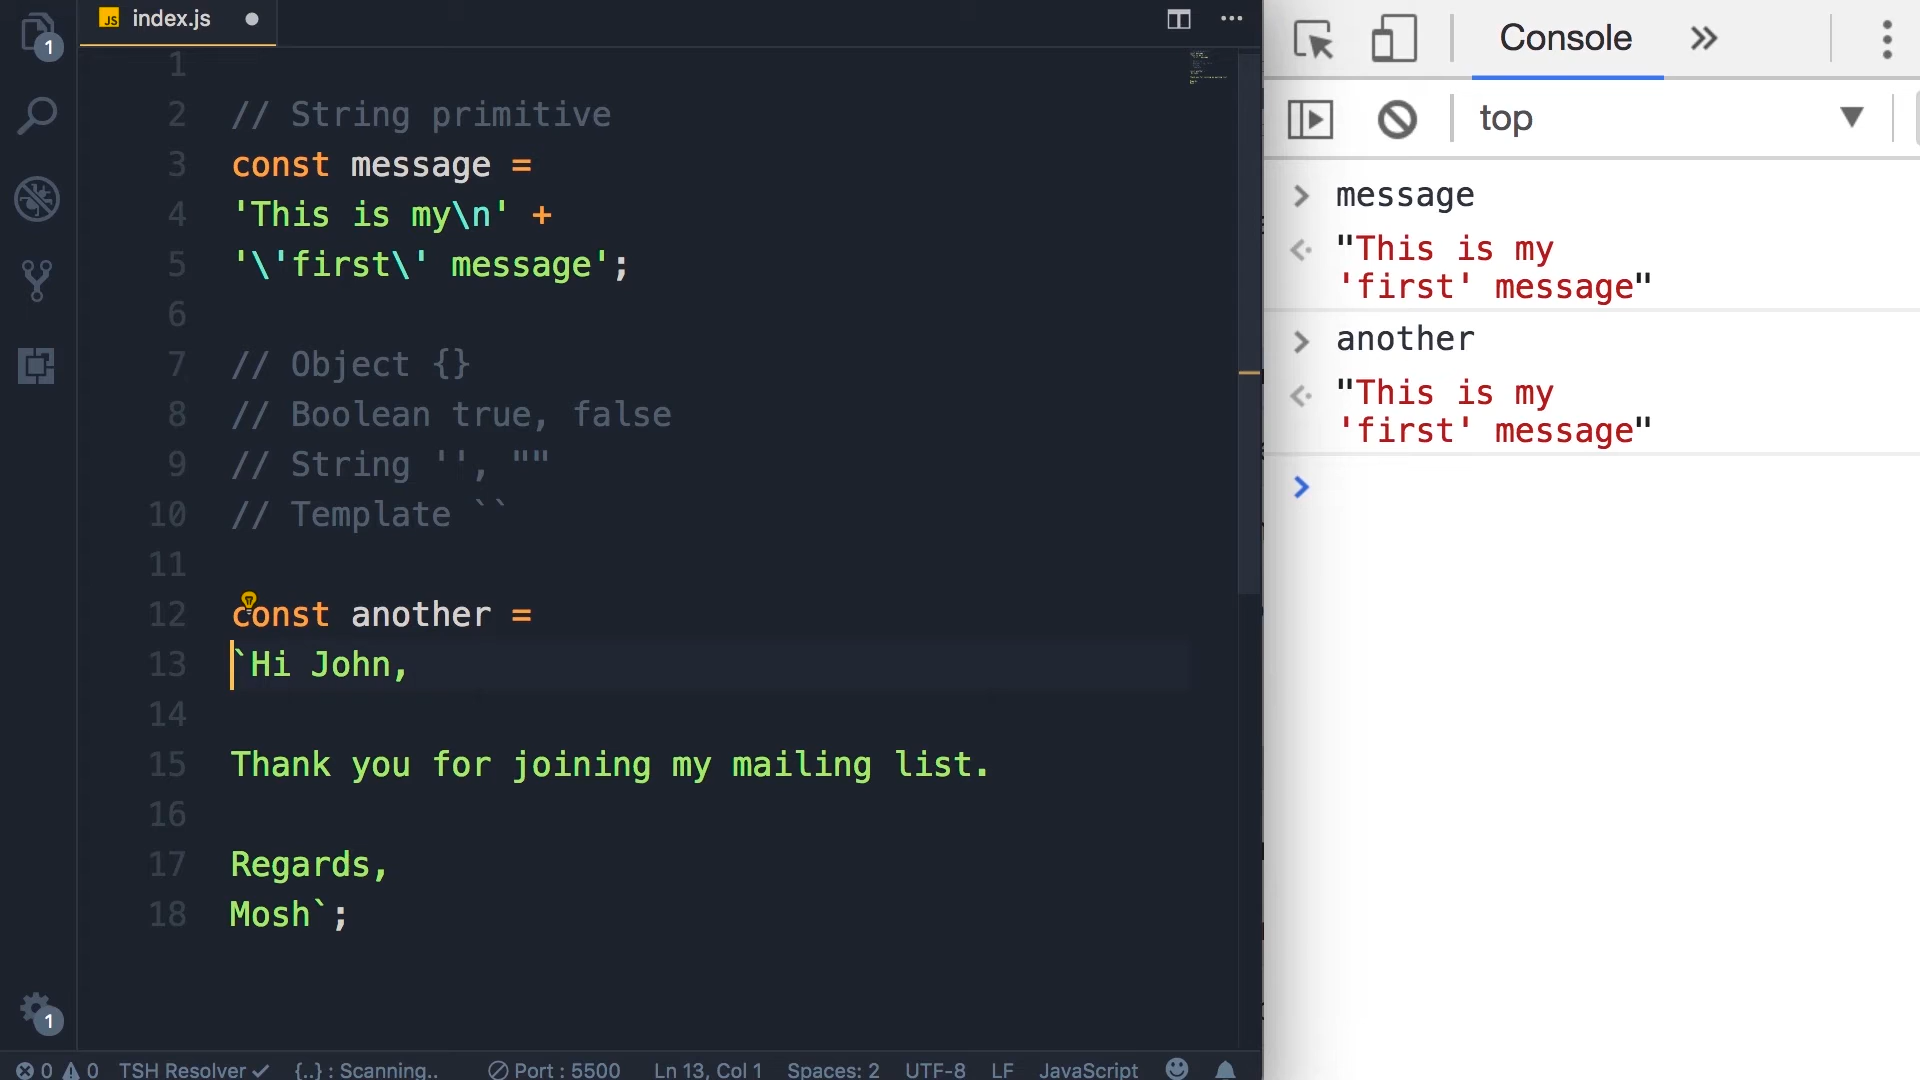 1
JS index.js
1
// String primitive
2
const message =
3
'This is my\n' +
4
'\'first\' message';
5
6
// Object {}
7
// Boolean true, false
8
// String '', ""
9
// Template ``
10
11
const another =
12
`Hi John,
13
14
Thank you for joining my mailing list.
15
16
Regards,
17
Mosh`;
18
1
0 0 TSH Resolver {..} : Scanning.. Port : 5500 Ln 13, Col 1 Spaces: 2 UTF-8 LF JavaScript
Console
top
> message
"This is my
'first' message"
> another
"This is my
'first' message"
>